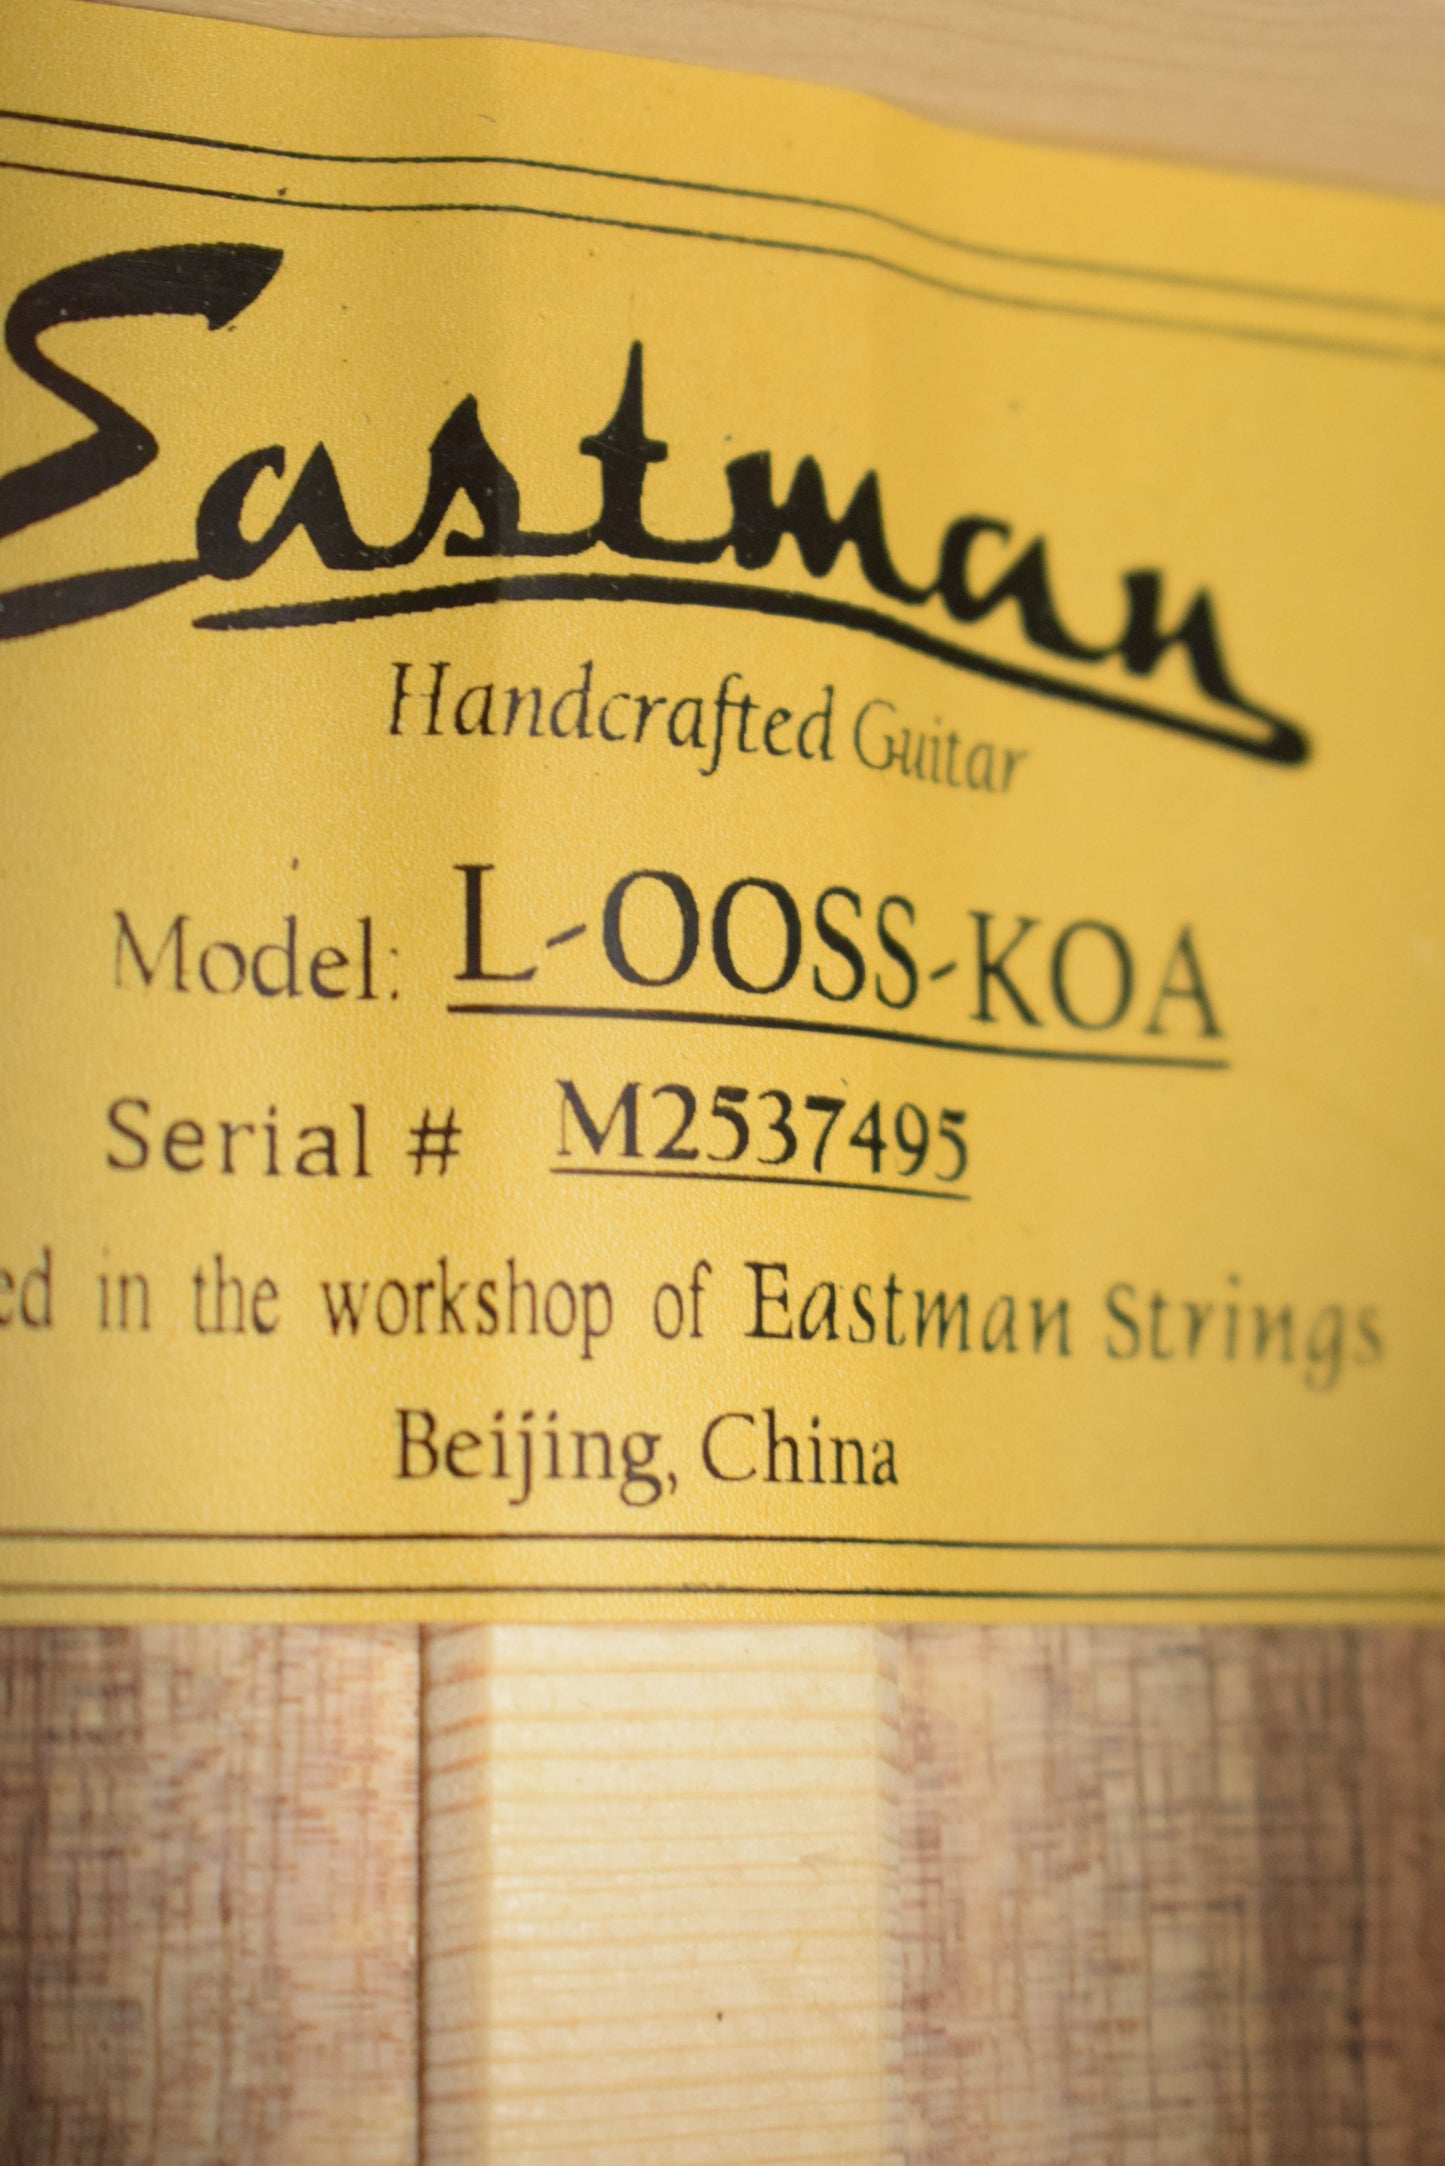 Eastman
Handcrafted Guitar
Model: L-OOSS-KOA
Serial # M2537495
in the workshop of Eastman Strings
Beijing, China